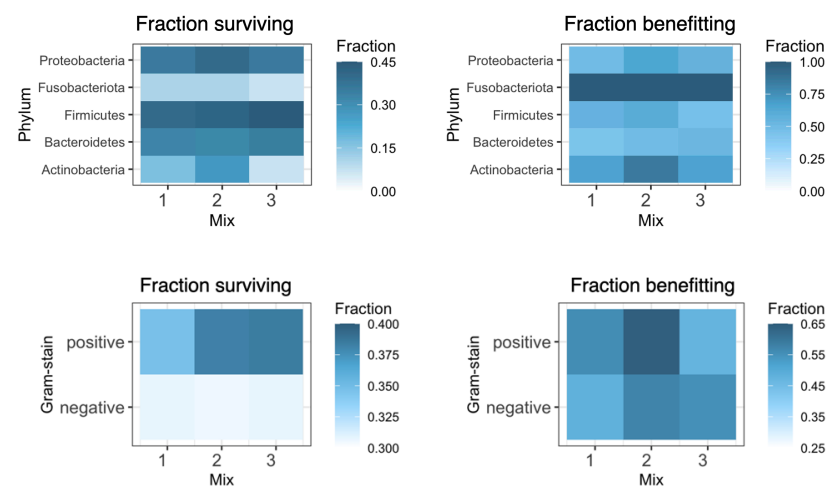 Fraction surviving
Phylum
Proteobacteria
Fusobacteriota
Firmicutes
Bacteroidetes
Actinobacteria
1 2 3
Mix
Fraction
0.45
0.30
0.15
0.00
Fraction benefitting
Phylum
Proteobacteria
Fusobacteriota
Firmicutes
Bacteroidetes
Actinobacteria
1 2 3
Mix
Fraction
1.00
0.75
0.50
0.25
0.00
Fraction surviving
Gram-stain
positive
negative
1 2 3
Mix
Fraction
0.400
0.375
0.350
0.325
0.300
Fraction benefitting
Gram-stain
positive
negative
1 2 3
Mix
Fraction
0.65
0.55
0.45
0.35
0.25